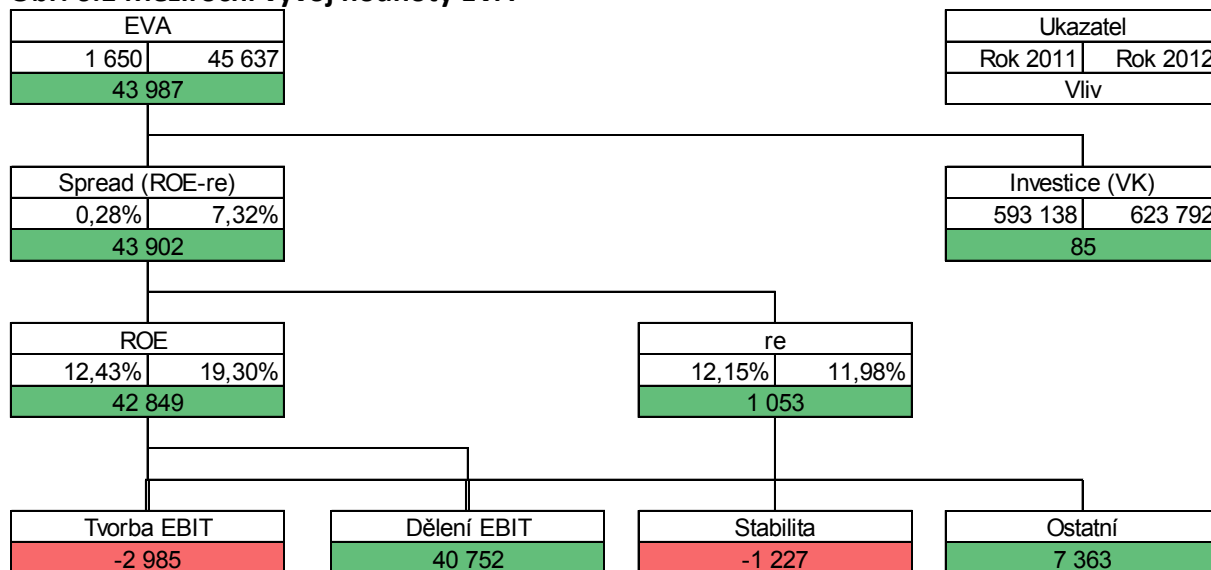 EVA
1 650 45 637
43 987
Ukazatel
Rok 2011 Rok 2012
Vliv
Spread (ROE-re)
0,28% 7,32%
43 902
Investice (VK)
593 138 623 792
85
ROE
12,43% 19,30%
42 849
re
12,15% 11,98%
1 053
Tvorba EBIT
-2 985
Dělení EBIT
40 752
Stabilita
-1 227
Ostatní
7 363